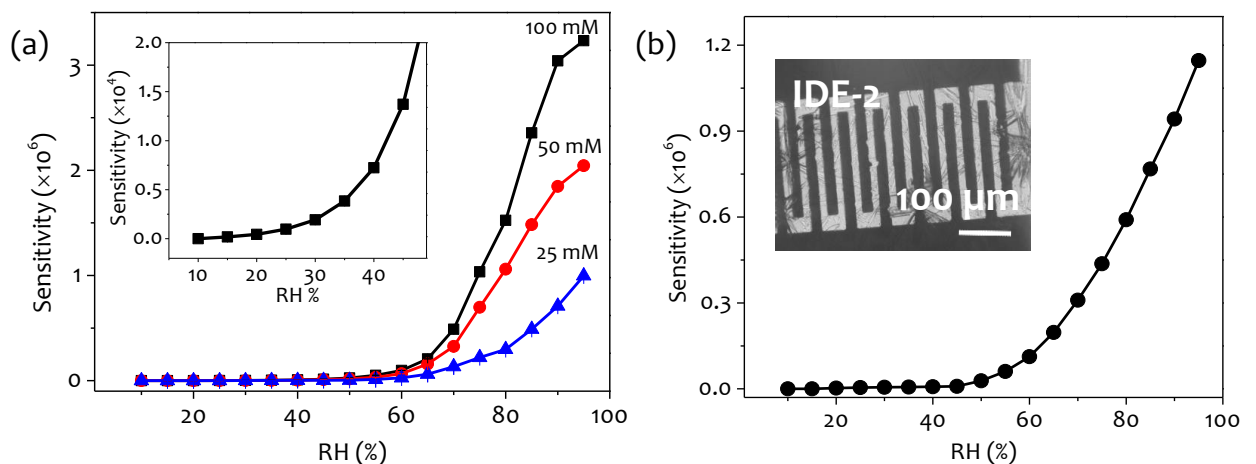 (a)
100 mM
50 mM
25 mM
Sensitivity (×10⁶)
3
2
1
0
20
40
60
80
100
RH (%)
Sensitivity (×10⁴)
2.0
1.5
1.0
0.5
0.0
10
20
30
40
RH %
(b)
Sensitivity (×10⁶)
1.2
0.9
0.6
0.3
0.0
20
40
60
80
100
RH (%)
IDE-2
100 µm